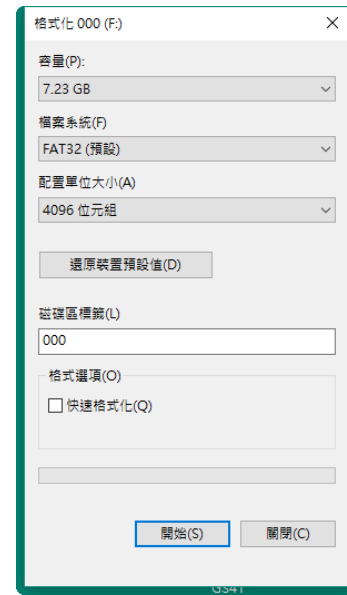 格式化 000 (F:)
容量(P):
7.23 GB
檔案系統(F)
FAT32 (預設)
配置單位大小(A)
4096 位元組
還原裝置預設值(D)
磁碟區標籤(L)
000
格式選項(O)
快速格式化(Q)
開始(S)
關閉(C)
GS41